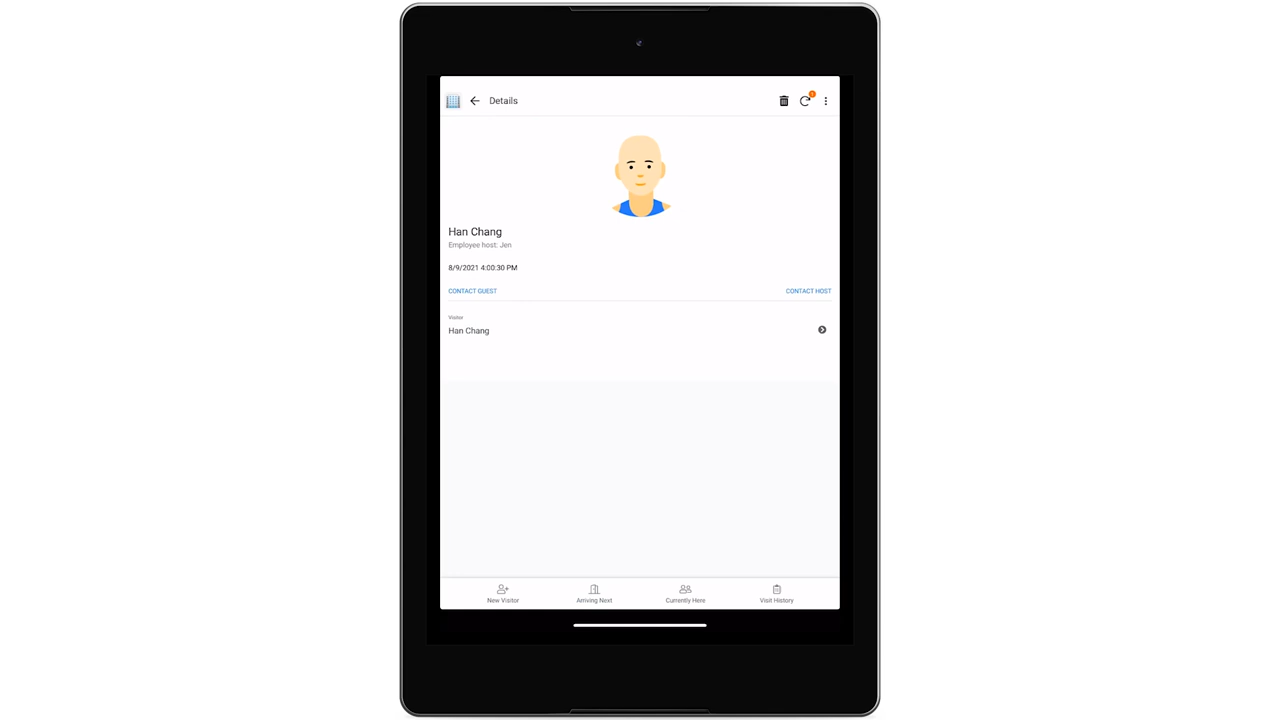 Details
Han Chang
Employee host: Jen
8/9/2021 4:00:30 PM
CONTACT GUEST
CONTACT HOST
Visitor
Han Chang
New Visitor
Arriving Next
Currently Here
Visit History